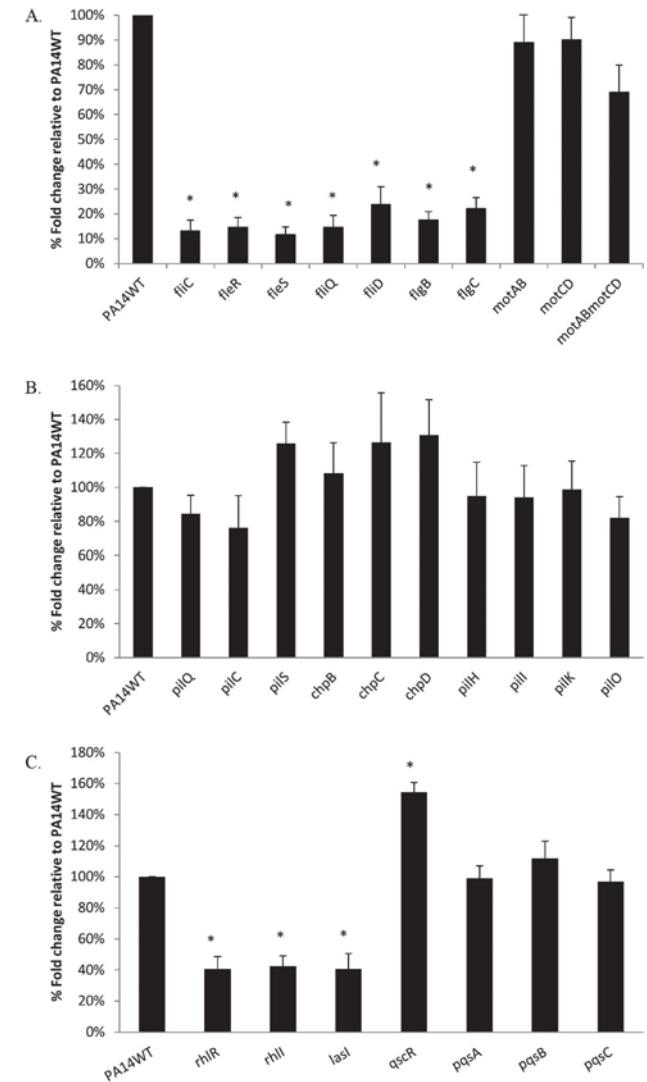 A.
% Fold change relative to PA14WT
100%
90%
80%
70%
60%
50%
40%
30%
20%
10%
0%
* * * * * * *
PA14WT fliC fleR fleS fliQ fliD flgB flgC motAB motCD motABmotCD
B.
% Fold change relative to PA14WT
160%
140%
120%
100%
80%
60%
40%
20%
0%
PA14WT pilQ pilC pilS chpB chpC chpD pilH pilI pilK pilO
C.
% Fold change relative to PA14WT
180%
160%
140%
120%
100%
80%
60%
40%
20%
0%
* * * *
PA14WT rhlR rhlI lasI qscR pqsA pqsB pqsC